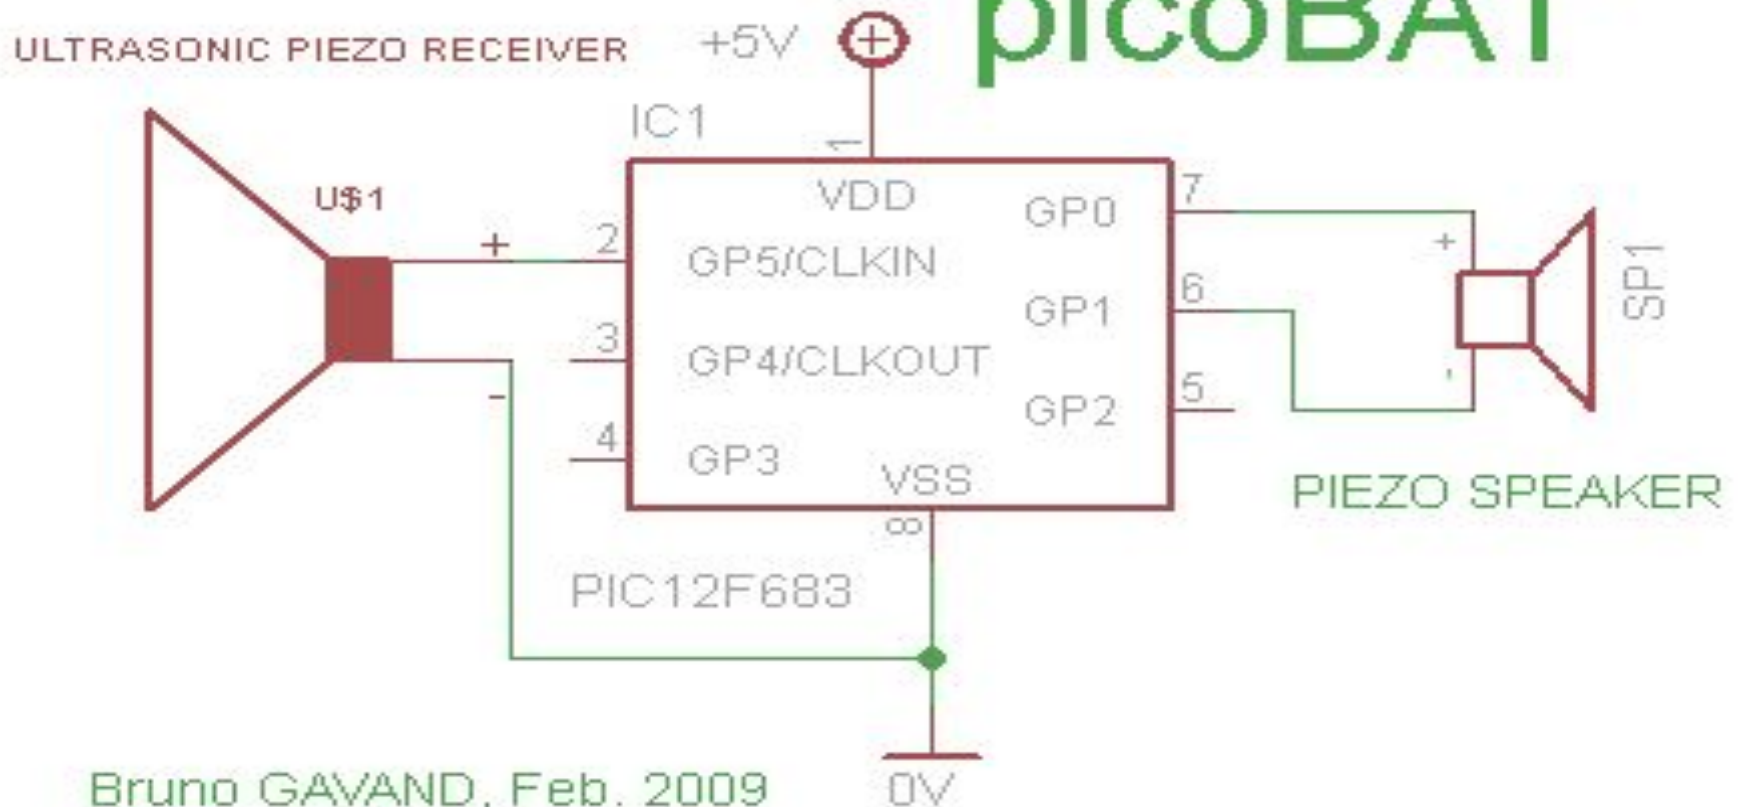 picoBAT
ULTRASONIC PIEZO RECEIVER
+5V
IC1
1
U$1
VDD
GP0
7
+
2
GP5/CLKIN
+
SP1
GP1
6
3
GP4/CLKOUT
-
-
GP2
5
4
GP3
VSS
8
PIEZO SPEAKER
PIC12F683
Bruno GAVAND, Feb. 2009
0V